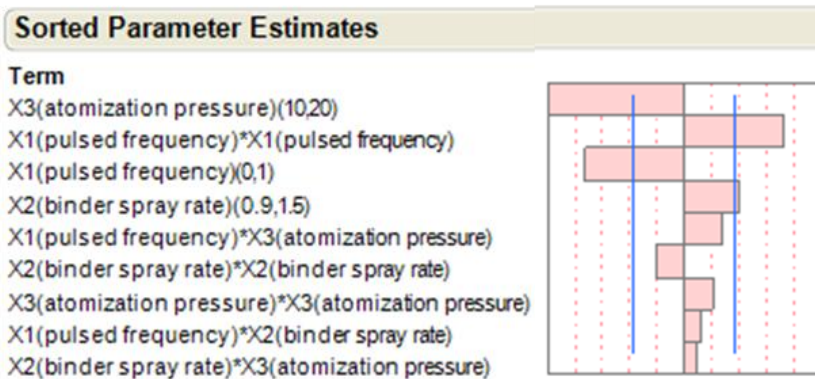 Sorted Parameter Estimates
Term
X3(atomization pressure)(10,20)
X1(pulsed frequency)*X1(pulsed frequency)
X1(pulsed frequency)(0,1)
X2(binder spray rate)(0.9,1.5)
X1(pulsed frequency)*X3(atomization pressure)
X2(binder spray rate)*X2(binder spray rate)
X3(atomization pressure)*X3(atomization pressure)
X1(pulsed frequency)*X2(binder spray rate)
X2(binder spray rate)*X3(atomization pressure)